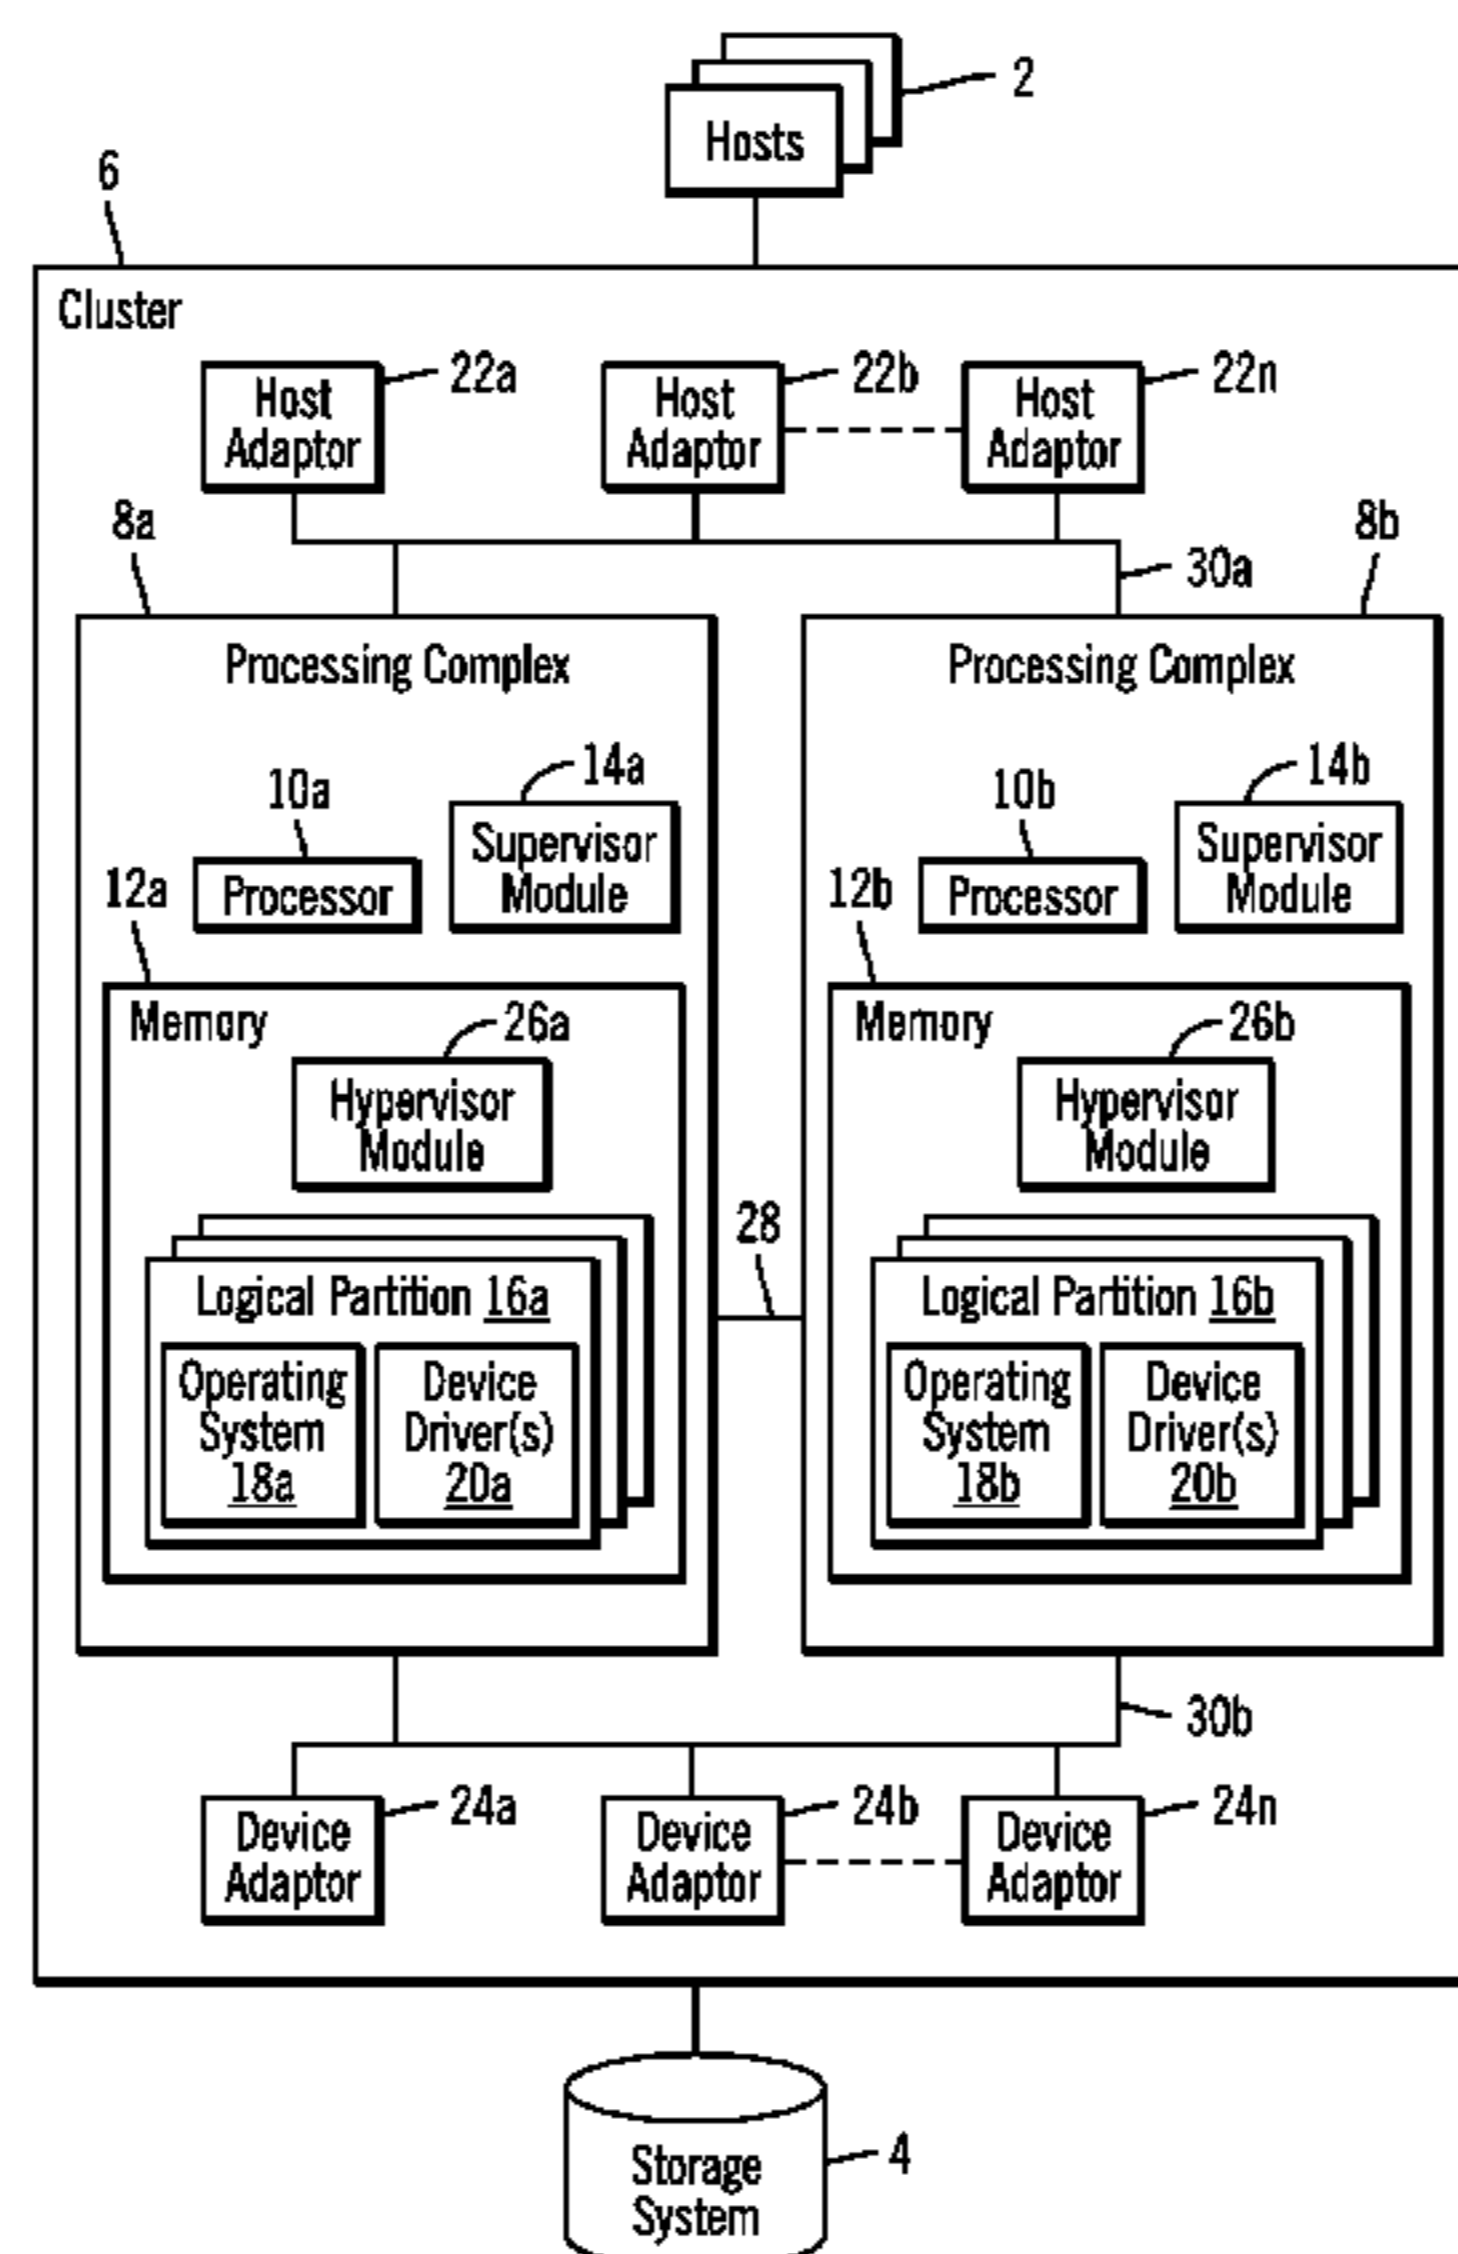 2
Hosts
6
Cluster
22a
22b
22n
Host
Adaptor
Host
Adaptor
Host
Adaptor
8a
8b
30a
Processing Complex
Processing Complex
14a
14b
10a
10b
Supervisor
Module
Supervisor
Module
12a
Processor
12b
Processor
Memory
26a
Memory
26b
Hypervisor
Module
Hypervisor
Module
28
Logical Partition 16a
Logical Partition 16b
Operating
System
18a
Device
Driver(s)
20a
Operating
System
18b
Device
Driver(s)
20b
30b
24a
24b
24n
Device
Adaptor
Device
Adaptor
Device
Adaptor
4
Storage
System